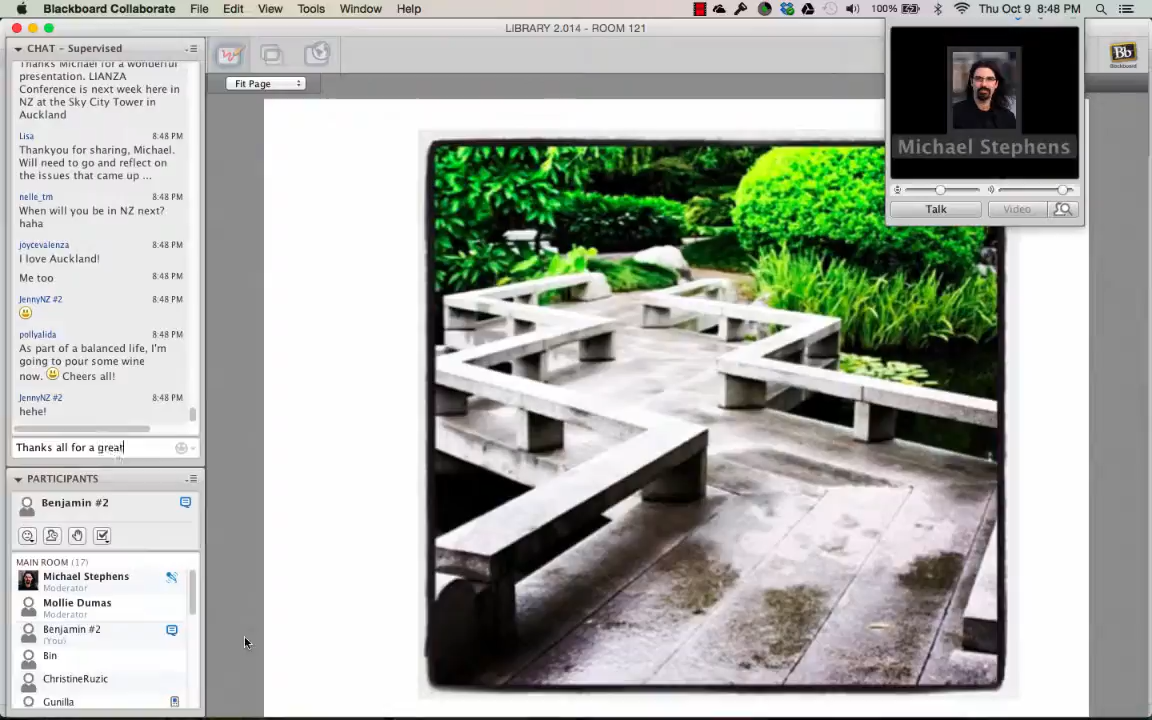 Blackboard Collaborate File Edit View Tools Window Help 100% Thu Oct 9 8:48 PM
LIBRARY 2.014 - ROOM 121
CHAT - Supervised
Thanks Michael for a wonderful
presentation. LIANZA
Conference is next week here in
NZ at the Sky City Tower in
Auckland
Lisa 8:48 PM
Thankyou for sharing, Michael.
Will need to go and reflect on
the issues that came up ...
nelle_tm 8:48 PM
When will you be in NZ next?
haha
joycevalenza 8:48 PM
I love Auckland!
Me too 8:48 PM
JennyNZ #2 8:48 PM
pollyalida 8:48 PM
As part of a balanced life, I'm
going to pour some wine
now. Cheers all!
JennyNZ #2 8:48 PM
hehe!
Thanks all for a great
PARTICIPANTS
Benjamin #2
MAIN ROOM (17)
Michael Stephens
Moderator
Mollie Dumas
Moderator
Benjamin #2
(You)
Bin
ChristineRuzic
Gunilla
Fit Page
Michael Stephens
Talk Video
Bb
Blackboard